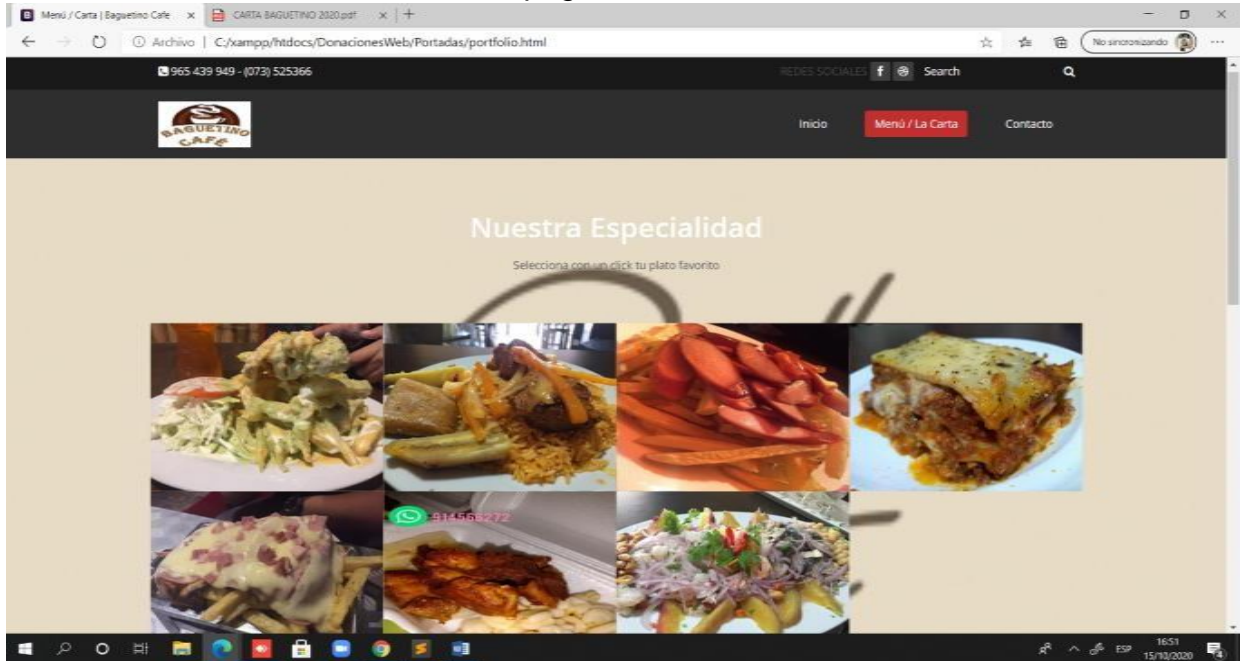 Menú / Carta | Baguetino Cafe
CARTA BAGUETINO 2020.pdf
Archivo | C:/xampp/htdocs/DonacionesWeb/Portadas/portfolio.html
No sincronizando
965 439 949 - (073) 525366
REDES SOCIALES
Search
BAGUETINO
CAFE
Inicio
Menú / La Carta
Contacto
Nuestra Especialidad
Selecciona con un click tu plato favorito
914568272
ESP
16:51
15/10/2020